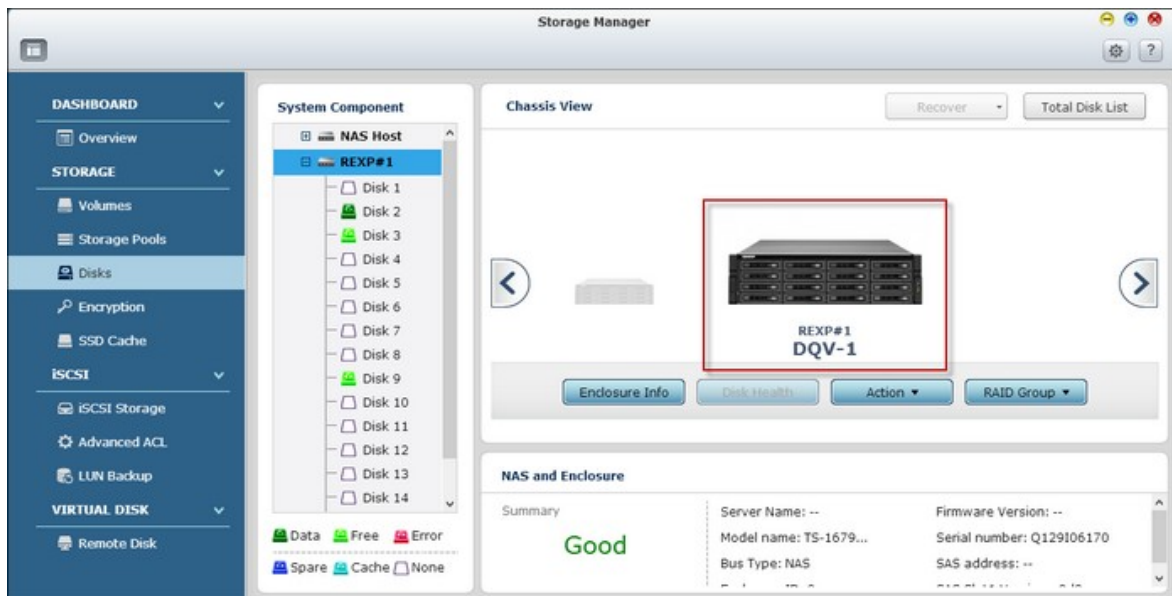 Storage Manager
DASHBOARD
Overview
STORAGE
Volumes
Storage Pools
Disks
Encryption
SSD Cache
iSCSI
iSCSI Storage
Advanced ACL
LUN Backup
VIRTUAL DISK
Remote Disk
System Component
NAS Host
REXP#1
Disk 1
Disk 2
Disk 3
Disk 4
Disk 5
Disk 6
Disk 7
Disk 8
Disk 9
Disk 10
Disk 11
Disk 12
Disk 13
Disk 14
Data Free Error
Spare Cache None
Chassis View
Recover
Total Disk List
REXP#1
DQV-1
Enclosure Info Disk Health Action RAID Group
NAS and Enclosure
Summary
Good
Server Name: --
Model name: TS-1679...
Bus Type: NAS
Firmware Version: --
Serial number: Q129I06170
SAS address: --